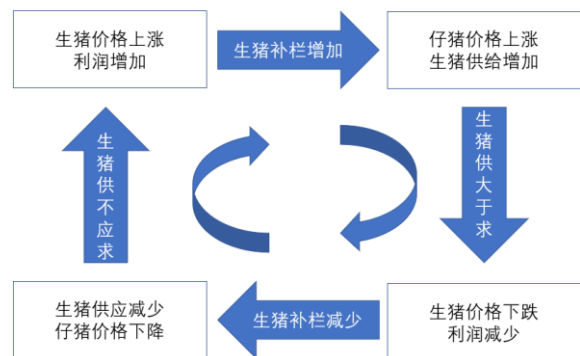 生猪价格上涨
利润增加
生猪补栏增加
仔猪价格上涨
生猪供给增加
生猪供大于求
生猪价格下跌
利润减少
生猪补栏减少
生猪供应减少
仔猪价格下降
生猪供不应求